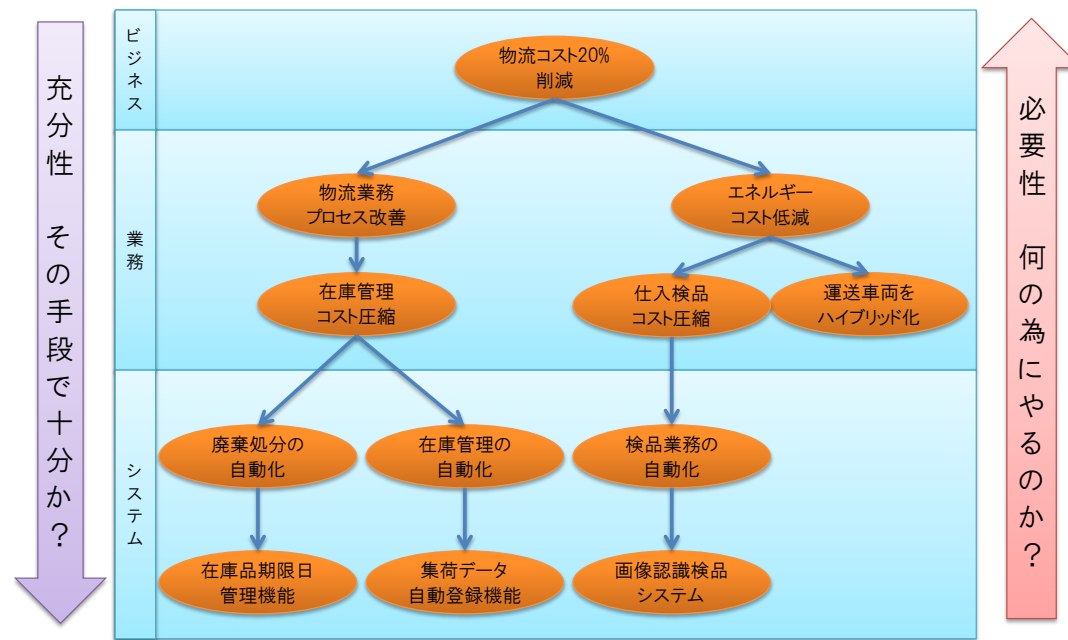 充分性 その手段で十分か？
ビジネス
物流コスト20%
削減
業務
物流業務
プロセス改善
エネルギー
コスト低減
在庫管理
コスト圧縮
仕入検品
コスト圧縮
運送車両を
ハイブリッド化
システム
廃棄処分の
自動化
在庫管理の
自動化
検品業務の
自動化
在庫品期限日
管理機能
集荷データ
自動登録機能
画像認識検品
システム
必要性 何の為にやるのか？